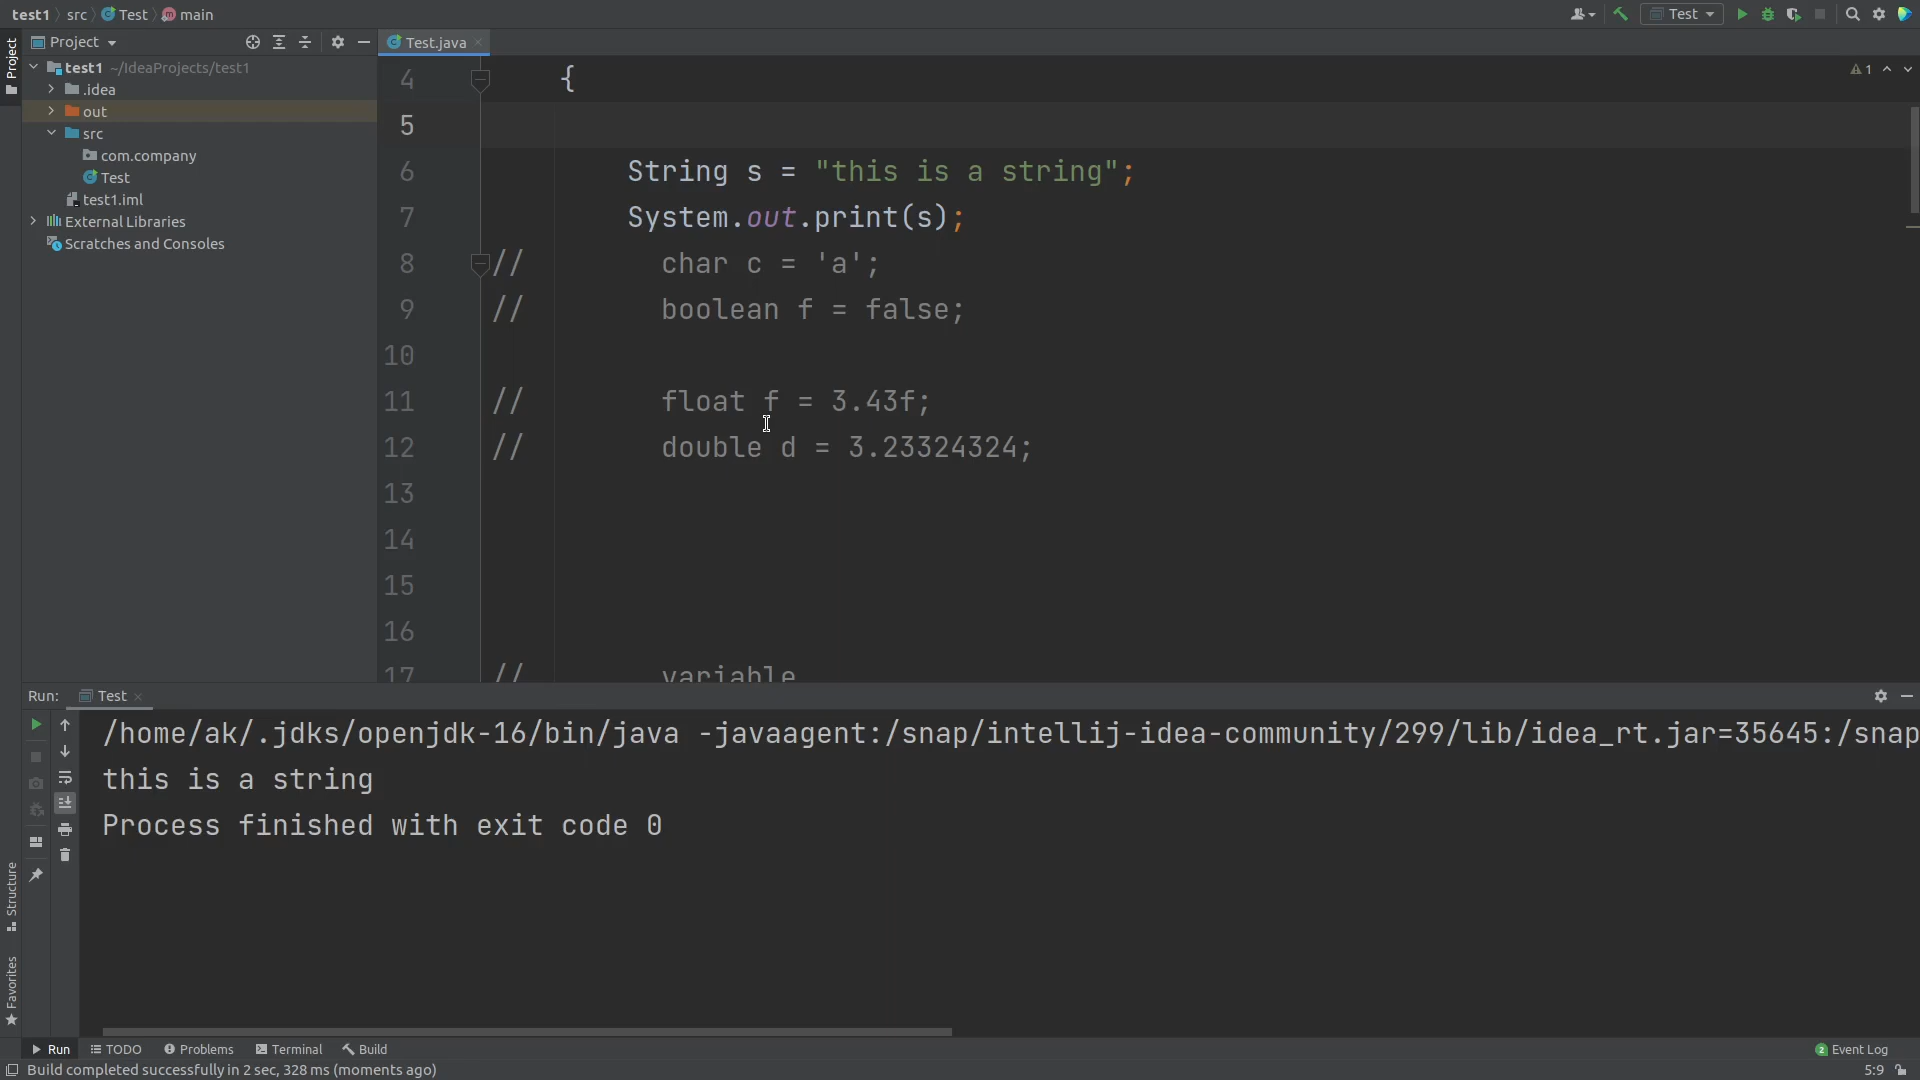 test1 src Test main
Test
Project
Test.java
Project
test1 ~/IdeaProjects/test1
.idea
out
src
com.company
Test
test1.iml
External Libraries
Scratches and Consoles
1
4 {
5
6 String s = "this is a string";
7 System.out.print(s);
8 // char c = 'a';
9 // boolean f = false;
10
11 // float f = 3.43f;
12 // double d = 3.23324324;
13
14
15
16
17 // variable
Run: Test
/home/ak/.jdks/openjdk-16/bin/java -javaagent:/snap/intellij-idea-community/299/lib/idea_rt.jar=35645:/snap
this is a string
Process finished with exit code 0
Structure
Favorites
Run TODO Problems Terminal Build
2 Event Log
Build completed successfully in 2 sec, 328 ms (moments ago)
5:9